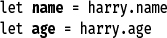 let name = harry.name
let age = harry.age